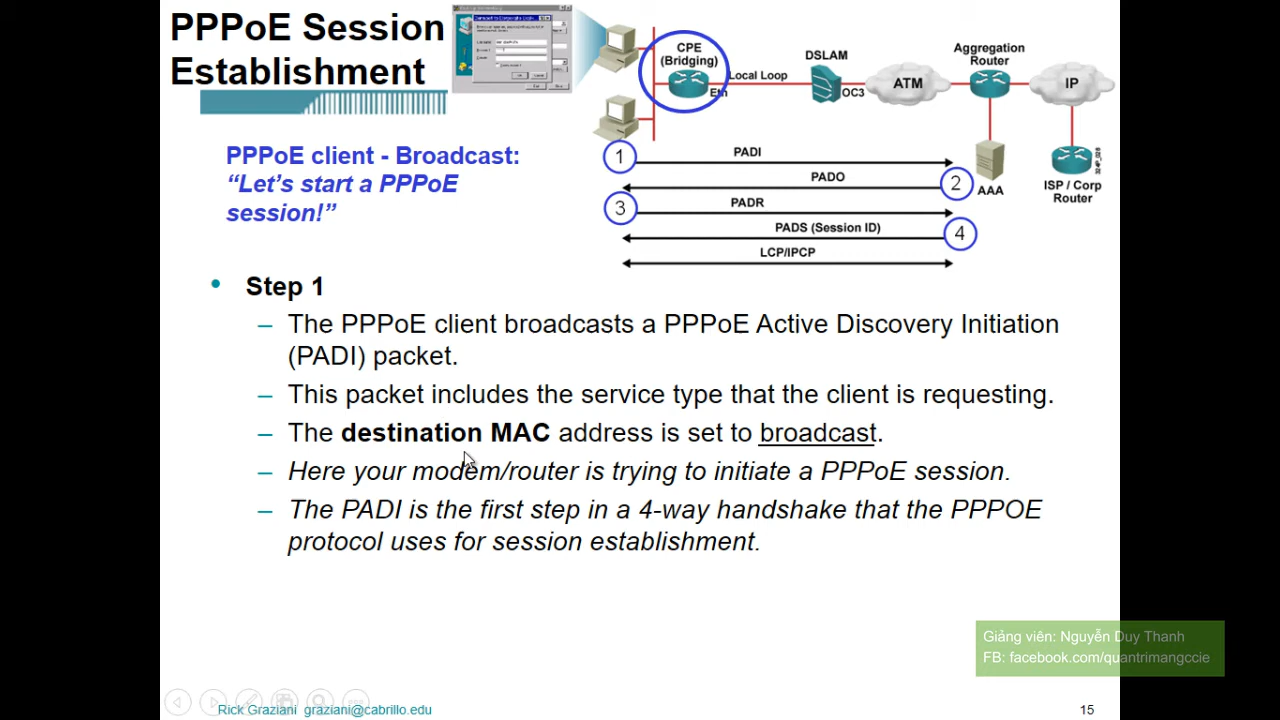 PPPoE Session
Establishment
CPE
(Bridging)
Eth
Local Loop
DSLAM
OC3
ATM
Aggregation
Router
IP
AAA
ISP / Corp
Router
PPPoE client - Broadcast:
“Let’s start a PPPoE
session!”
1
PADI
PADO
2
3
PADR
PADS (Session ID)
4
LCP/IPCP
• Step 1
– The PPPoE client broadcasts a PPPoE Active Discovery Initiation
(PADI) packet.
– This packet includes the service type that the client is requesting.
– The destination MAC address is set to broadcast.
– Here your modem/router is trying to initiate a PPPoE session.
– The PADI is the first step in a 4-way handshake that the PPPOE
protocol uses for session establishment.
Giảng viên: Nguyễn Duy Thanh
FB: facebook.com/quantrimangccie
Rick Graziani graziani@cabrillo.edu
15